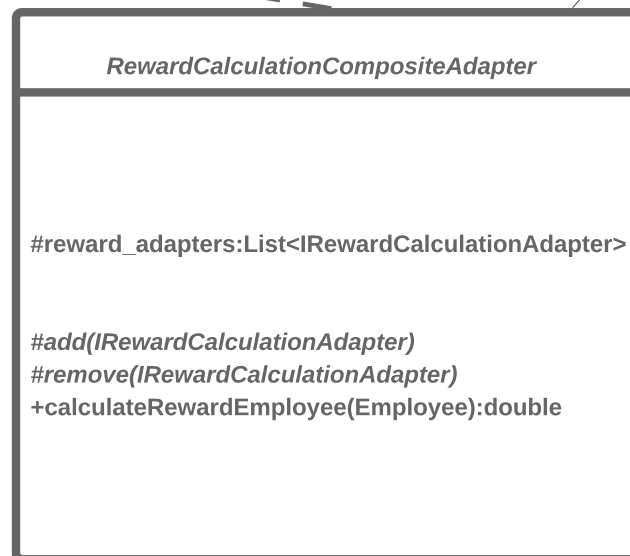 RewardCalculationCompositeAdapter
#reward_adapters:List<IRewardCalculationAdapter>
#add(IRewardCalculationAdapter)
#remove(IRewardCalculationAdapter)
+calculateRewardEmployee(Employee):double